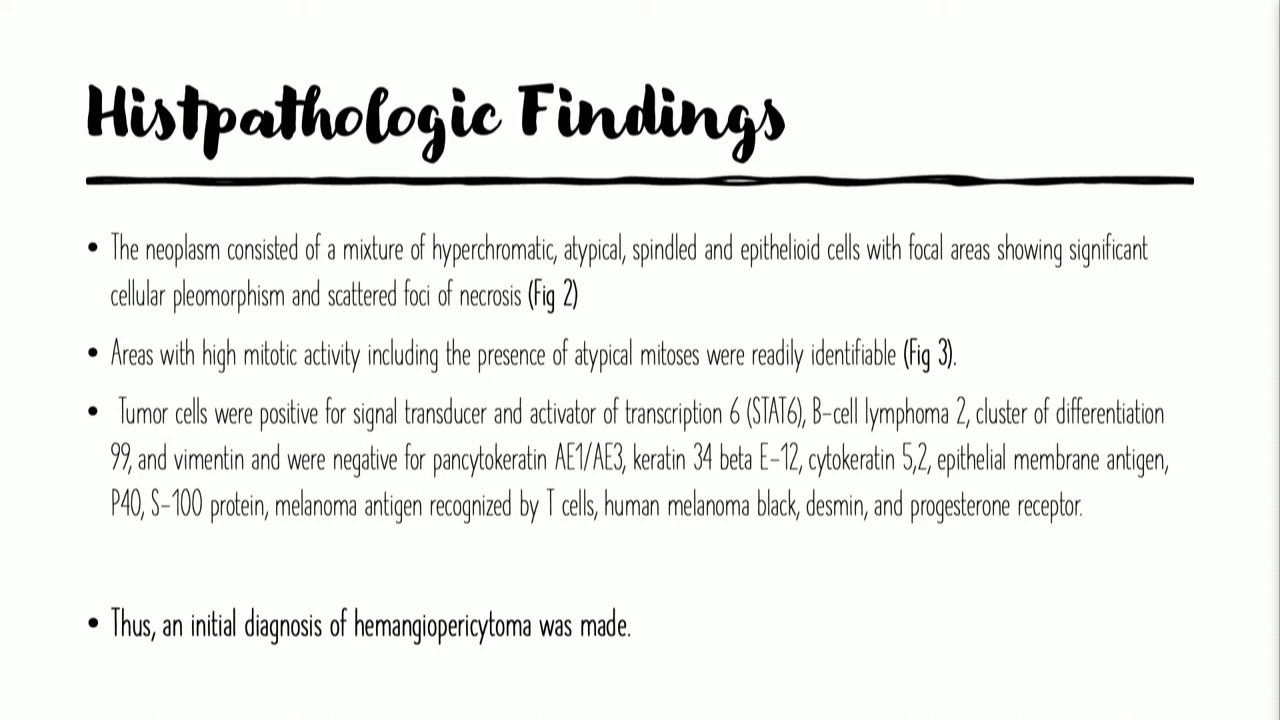 Histpathologic Findings
• The neoplasm consisted of a mixture of hyperchromatic, atypical, spindled and epithelioid cells with focal areas showing significant
cellular pleomorphism and scattered foci of necrosis (Fig 2)
• Areas with high mitotic activity including the presence of atypical mitoses were readily identifiable (Fig 3).
• Tumor cells were positive for signal transducer and activator of transcription 6 (STAT6), B-cell lymphoma 2, cluster of differentiation
99, and vimentin and were negative for pancytokeratin AE1/AE3, keratin 34 beta E-12, cytokeratin 5,2, epithelial membrane antigen,
P40, S-100 protein, melanoma antigen recognized by T cells, human melanoma black, desmin, and progesterone receptor.
• Thus, an initial diagnosis of hemangiopericytoma was made.